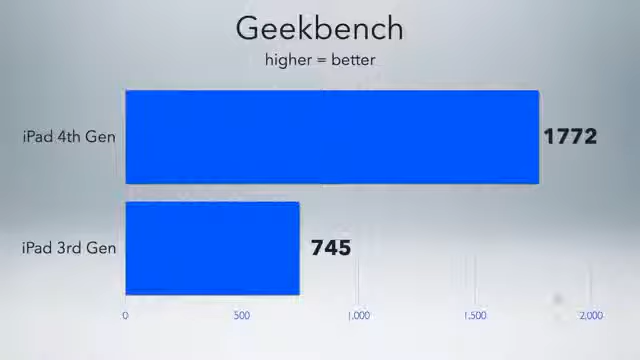 Geekbench
higher = better
iPad 4th Gen
1772
iPad 3rd Gen
745
0
500
1,000
1,500
2,000